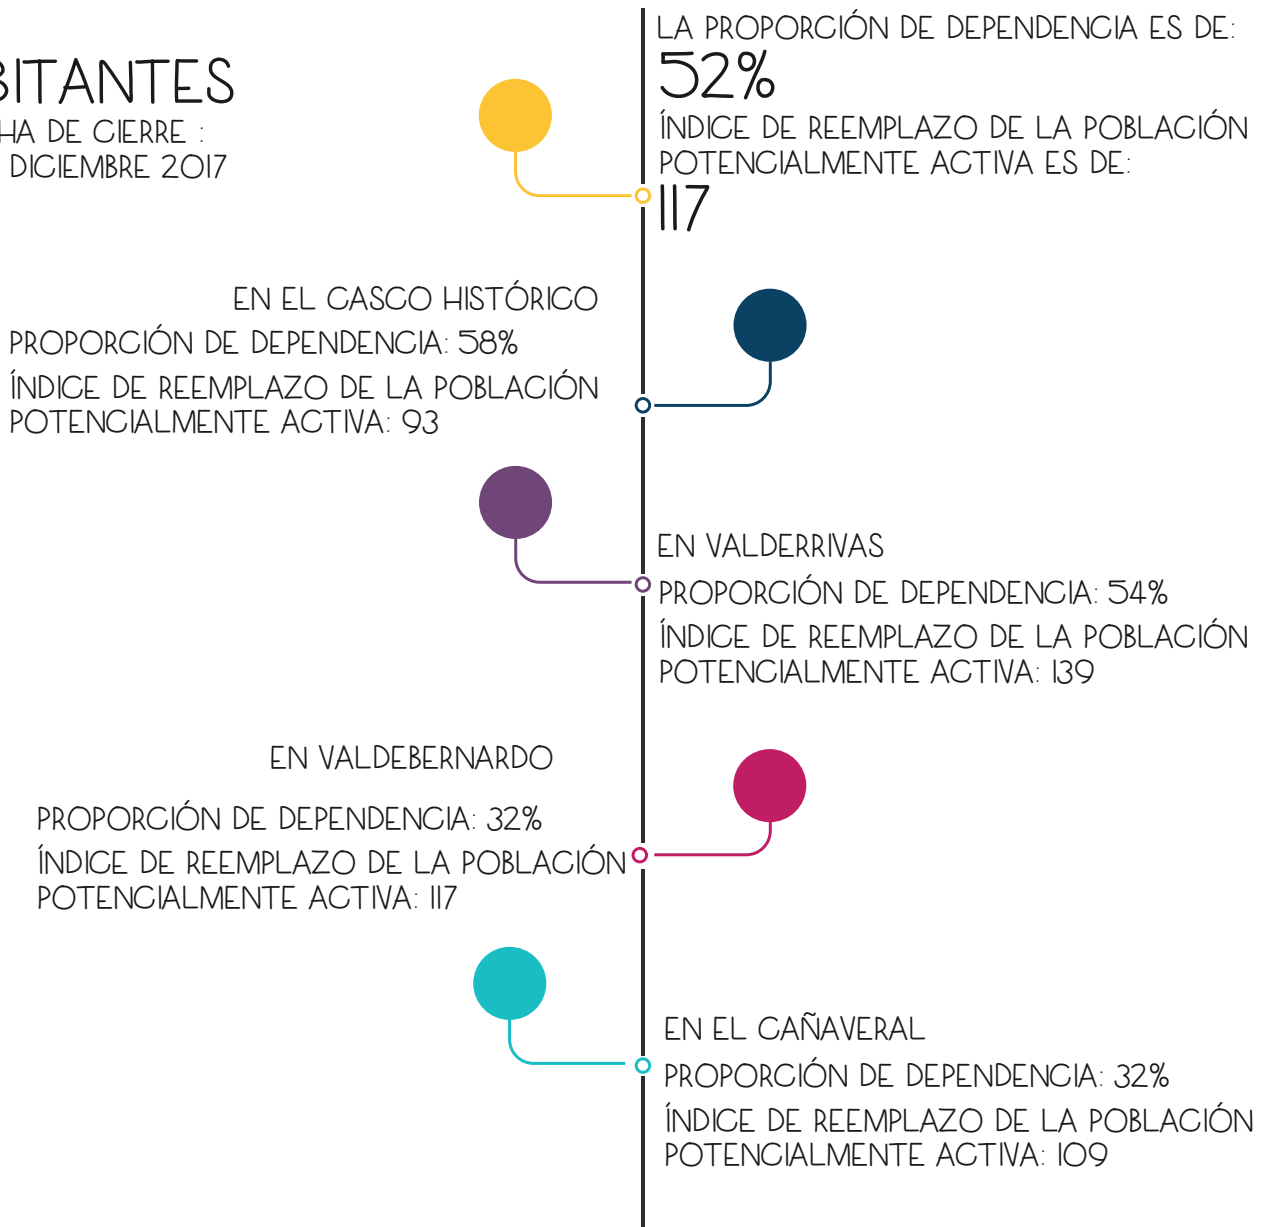 BITANTES
HA DE CIERRE :
DICIEMBRE 2017
LA PROPORCIÓN DE DEPENDENCIA ES DE:
52%
ÍNDICE DE REEMPLAZO DE LA POBLACIÓN
POTENCIALMENTE ACTIVA ES DE:
117
EN EL CASCO HISTÓRICO
PROPORCIÓN DE DEPENDENCIA: 58%
ÍNDICE DE REEMPLAZO DE LA POBLACIÓN
POTENCIALMENTE ACTIVA: 93
EN VALDERRIVAS
PROPORCIÓN DE DEPENDENCIA: 54%
ÍNDICE DE REEMPLAZO DE LA POBLACIÓN
POTENCIALMENTE ACTIVA: 139
EN VALDEBERNARDO
PROPORCIÓN DE DEPENDENCIA: 32%
ÍNDICE DE REEMPLAZO DE LA POBLACIÓN
POTENCIALMENTE ACTIVA: 117
EN EL CAÑAVERAL
PROPORCIÓN DE DEPENDENCIA: 32%
ÍNDICE DE REEMPLAZO DE LA POBLACIÓN
POTENCIALMENTE ACTIVA: 109